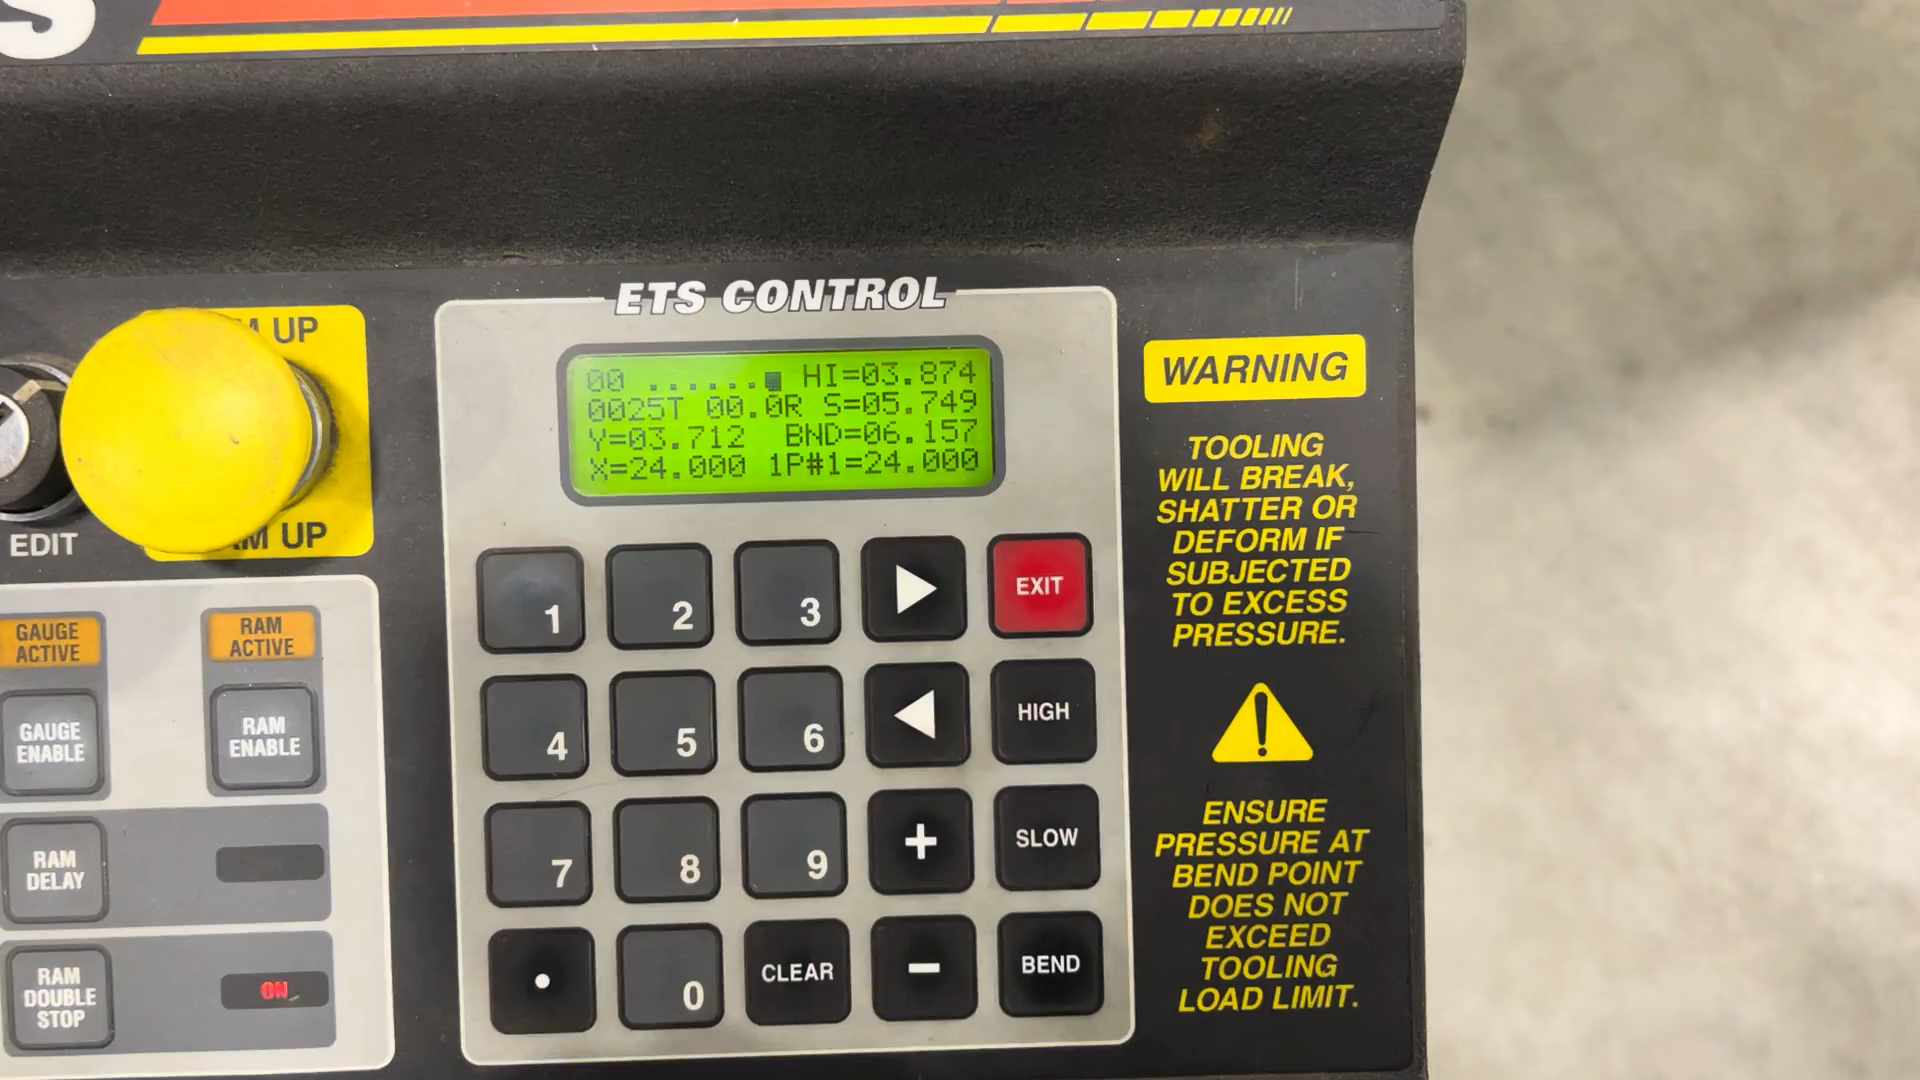 S
ETS CONTROL
00 ......■ HI=03.874
0025T 00.0R S=05.749
Y=03.712 BND=06.157
X=24.000 1P#1=24.000
UP
UP
EDIT
GAUGE
ACTIVE
RAM
ACTIVE
GAUGE
ENABLE
RAM
ENABLE
RAM
DELAY
RAM
DOUBLE
STOP
ON
1 2 3 EXIT
4 5 6 HIGH
7 8 9 + SLOW
. 0 CLEAR - BEND
WARNING
TOOLING
WILL BREAK,
SHATTER OR
DEFORM IF
SUBJECTED
TO EXCESS
PRESSURE.
!
ENSURE
PRESSURE AT
BEND POINT
DOES NOT
EXCEED
TOOLING
LOAD LIMIT.